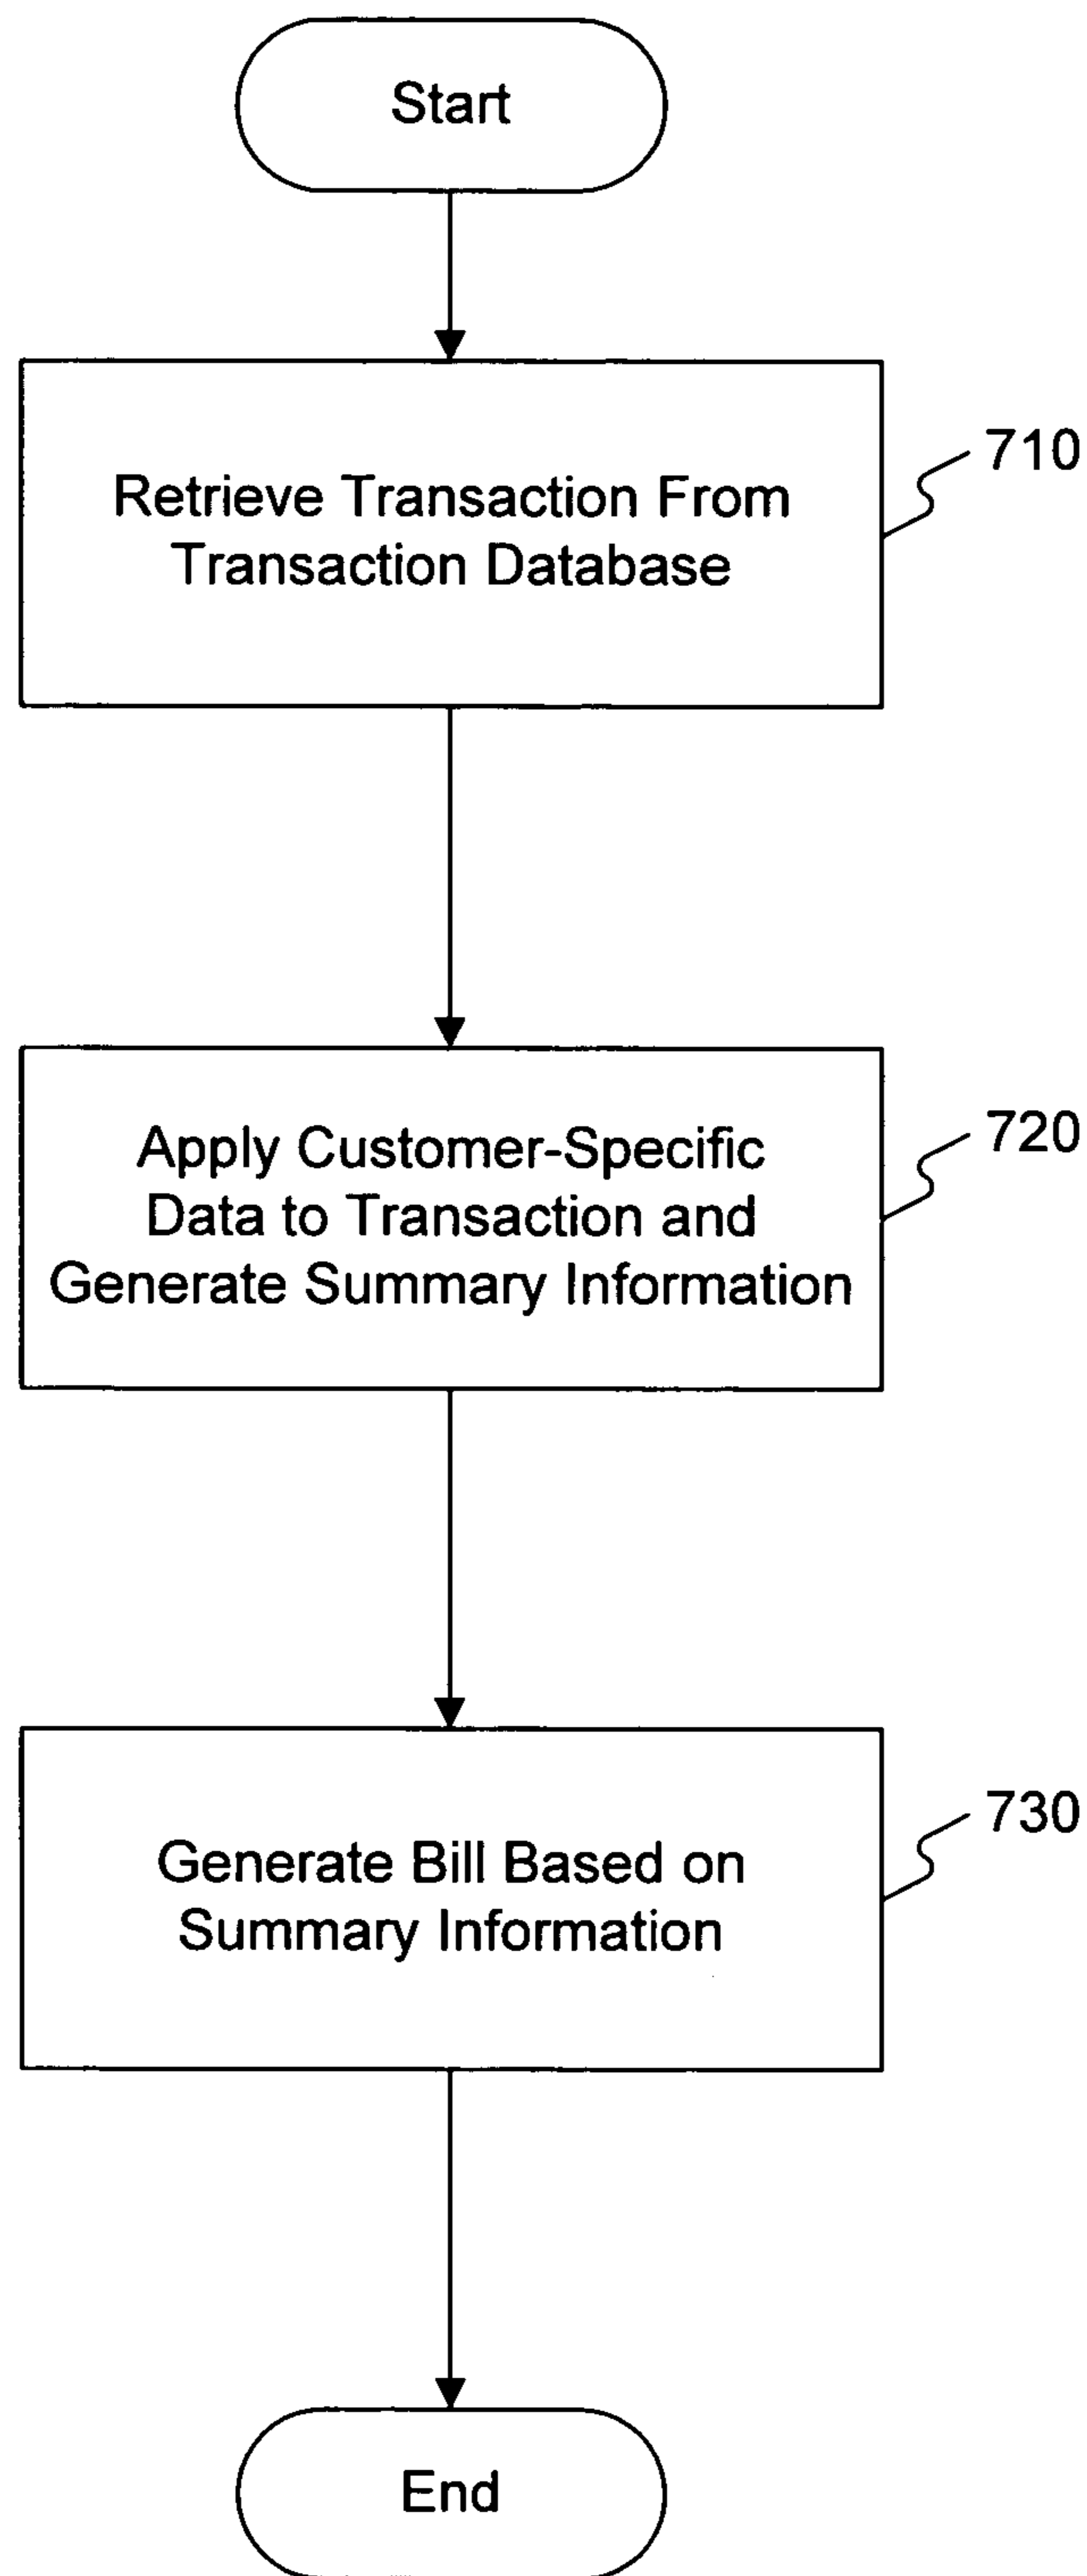 Start
710
Retrieve Transaction From
Transaction Database
720
Apply Customer-Specific
Data to Transaction and
Generate Summary Information
730
Generate Bill Based on
Summary Information
End